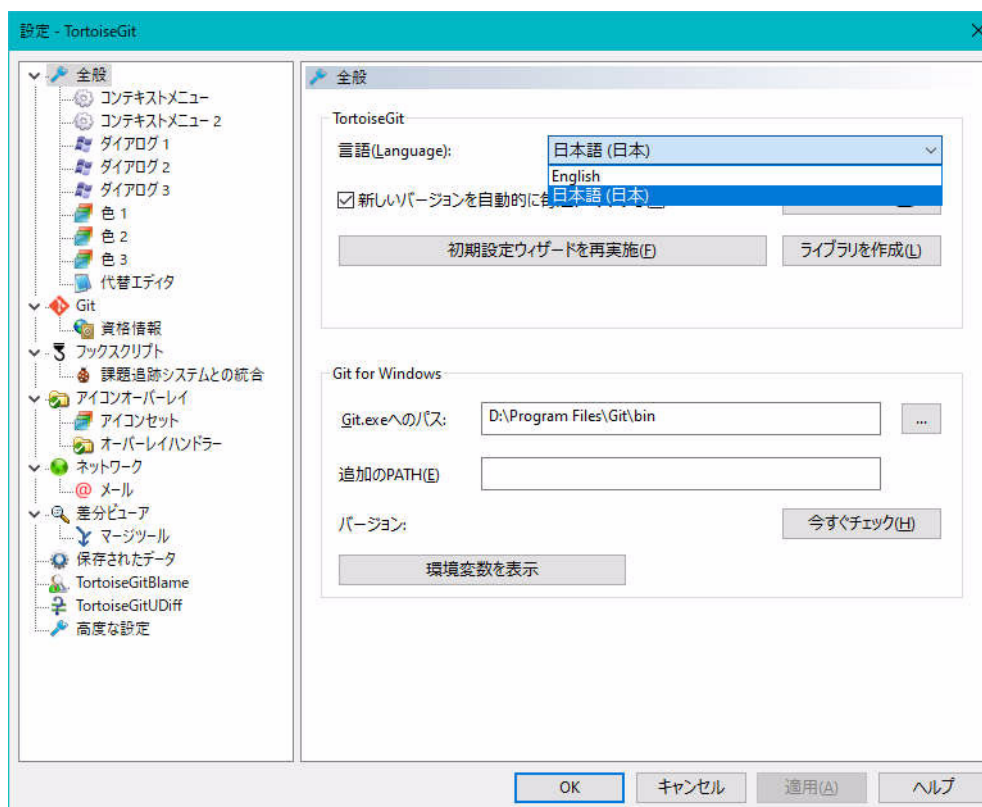 設定 - TortoiseGit
全般
コンテキストメニュー
コンテキストメニュー 2
ダイアログ 1
ダイアログ 2
ダイアログ 3
色 1
色 2
色 3
代替エディタ
Git
資格情報
フックスクリプト
課題追跡システムとの統合
アイコンオーバーレイ
アイコンセット
オーバーレイハンドラー
ネットワーク
メール
差分ビューア
マージツール
保存されたデータ
TortoiseGitBlame
TortoiseGitUDiff
高度な設定
全般
TortoiseGit
言語(Language): 日本語 (日本)
English
日本語 (日本)
新しいバージョンを自動的に
初期設定ウィザードを再実施(F) ライブラリを作成(L)
Git for Windows
Git.exeへのパス: D:\Program Files\Git\bin ...
追加のPATH(E)
バージョン: 今すぐチェック(H)
環境変数を表示
OK キャンセル 適用(A) ヘルプ